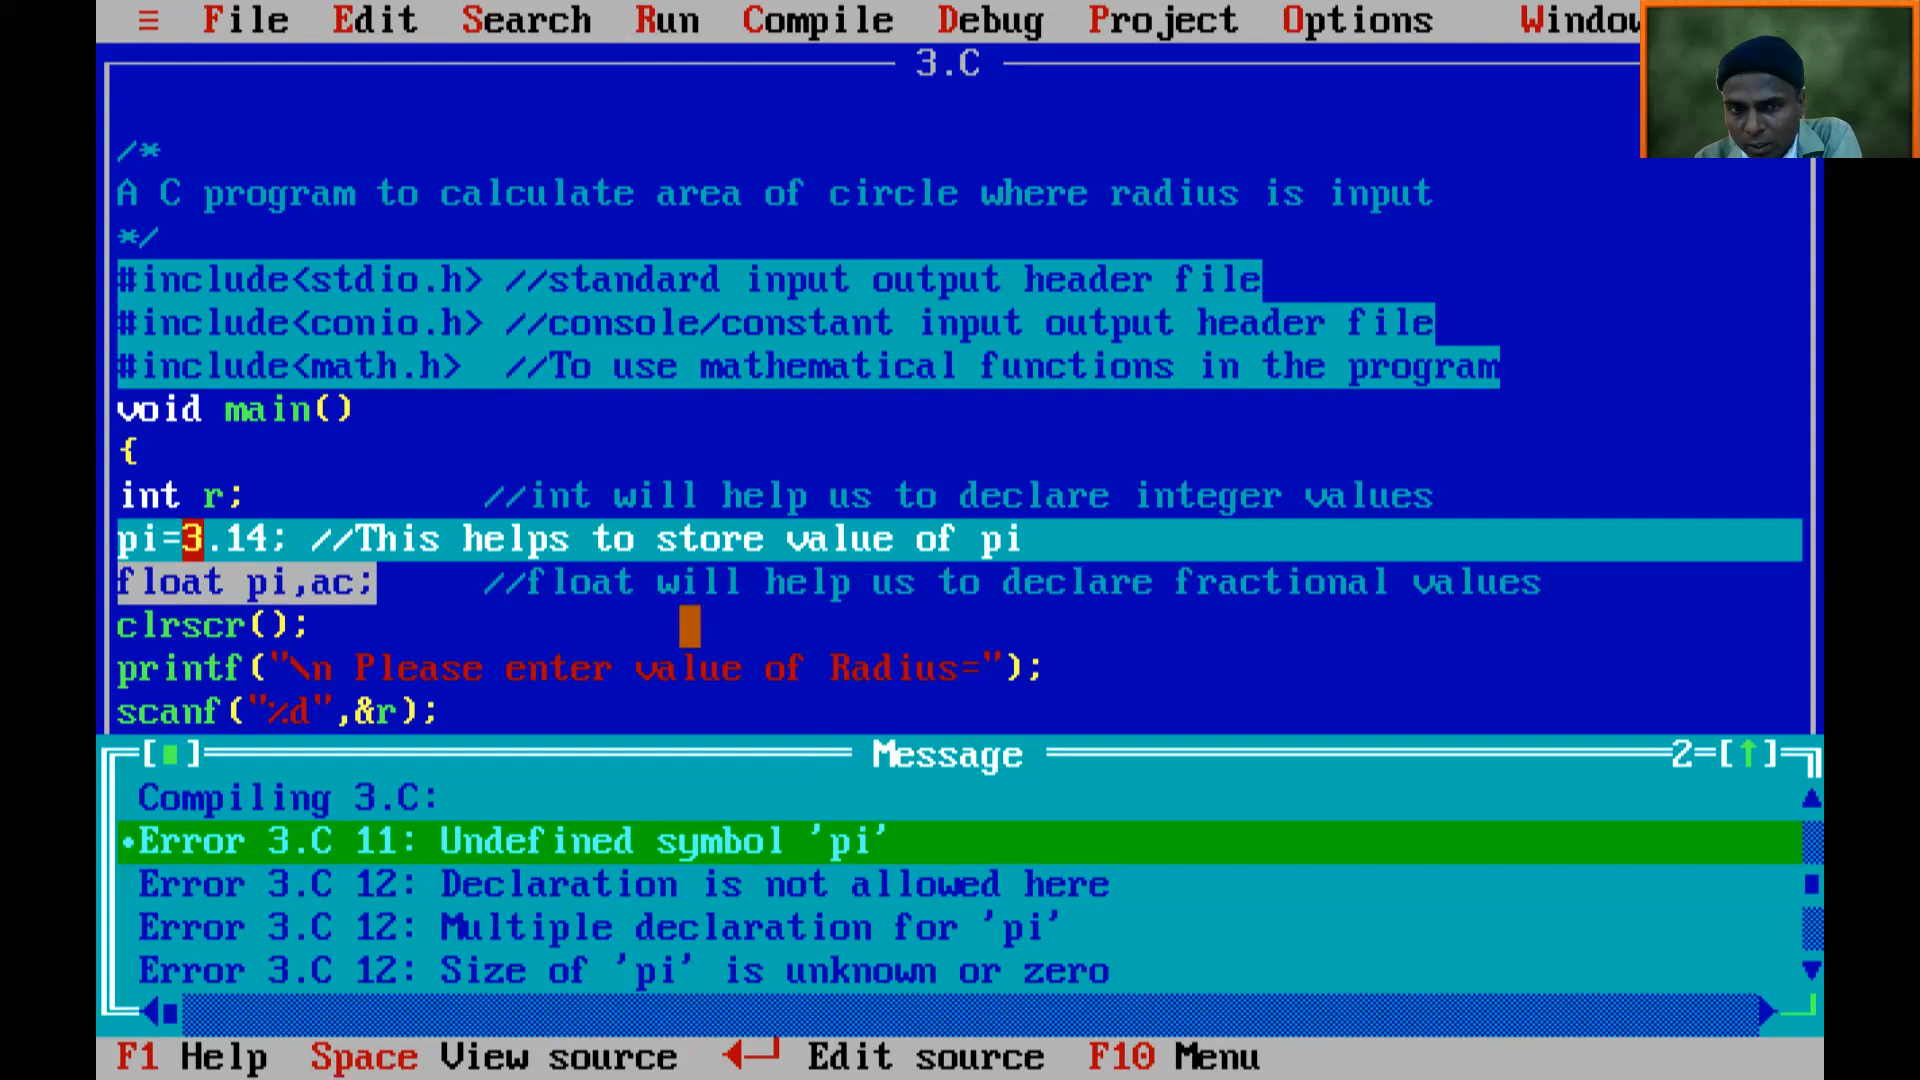 ≡ File Edit Search Run Compile Debug Project Options Window
3.C
/*
A C program to calculate area of circle where radius is input
*/
#include<stdio.h> //standard input output header file
#include<conio.h> //console/constant input output header file
#include<math.h> //To use mathematical functions in the program
void main()
{
int r; //int will help us to declare integer values
pi=3.14; //This helps to store value of pi
float pi,ac; //float will help us to declare fractional values
clrscr();
printf("\n Please enter value of Radius=");
scanf("%d",&r);
[■] Message 2=[↑]
Compiling 3.C:
•Error 3.C 11: Undefined symbol 'pi'
Error 3.C 12: Declaration is not allowed here
Error 3.C 12: Multiple declaration for 'pi'
Error 3.C 12: Size of 'pi' is unknown or zero
F1 Help Space View source ◄─┘ Edit source F10 Menu